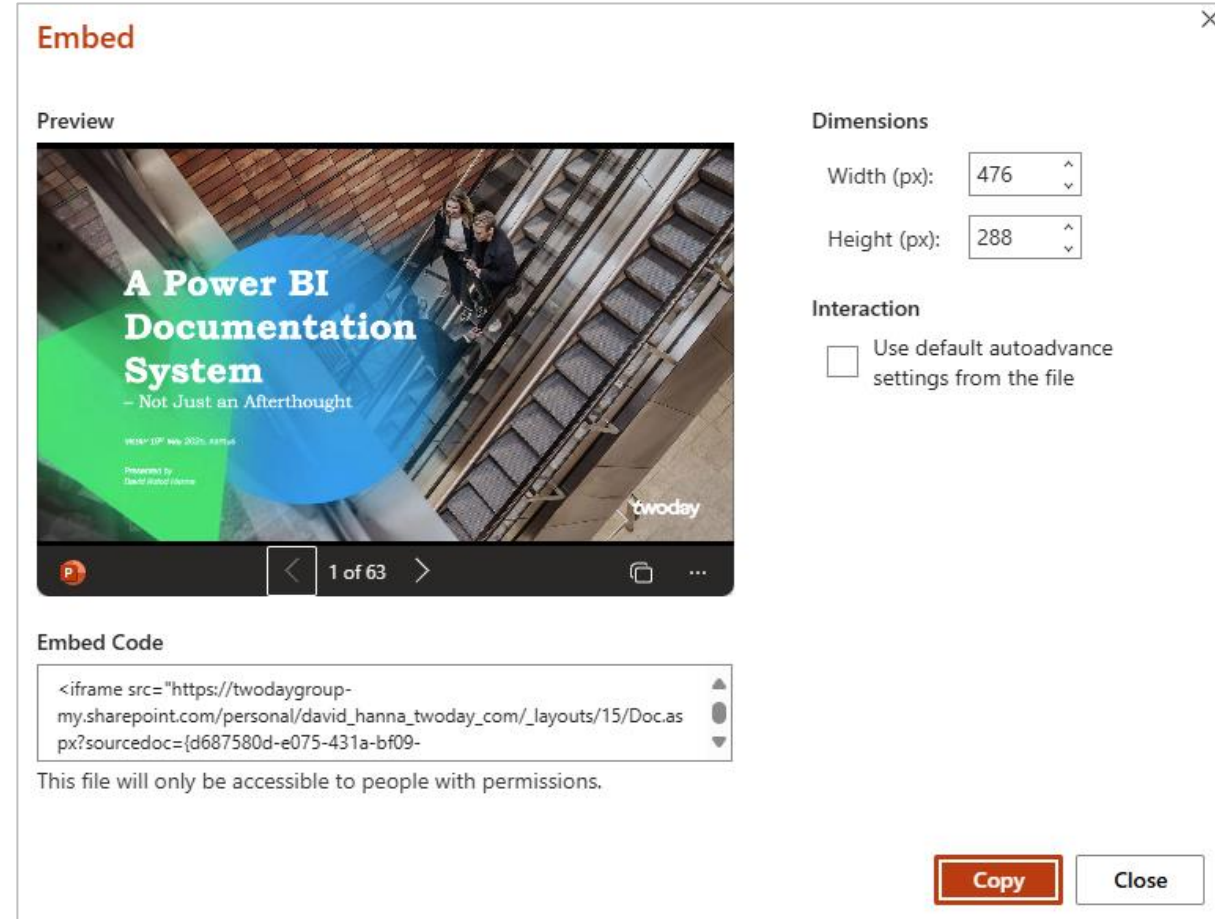 Embed
Preview
A Power BI
Documentation
System
– Not Just an Afterthought
Presented by
twoday
1 of 63
Embed Code
<iframe src="https://twodaygroup-
my.sharepoint.com/personal/david_hanna_twoday_com/_layouts/15/Doc.as
px?sourcedoc={d687580d-e075-431a-bf09-
This file will only be accessible to people with permissions.
Dimensions
Width (px): 476
Height (px): 288
Interaction
Use default autoadvance
settings from the file
Copy Close